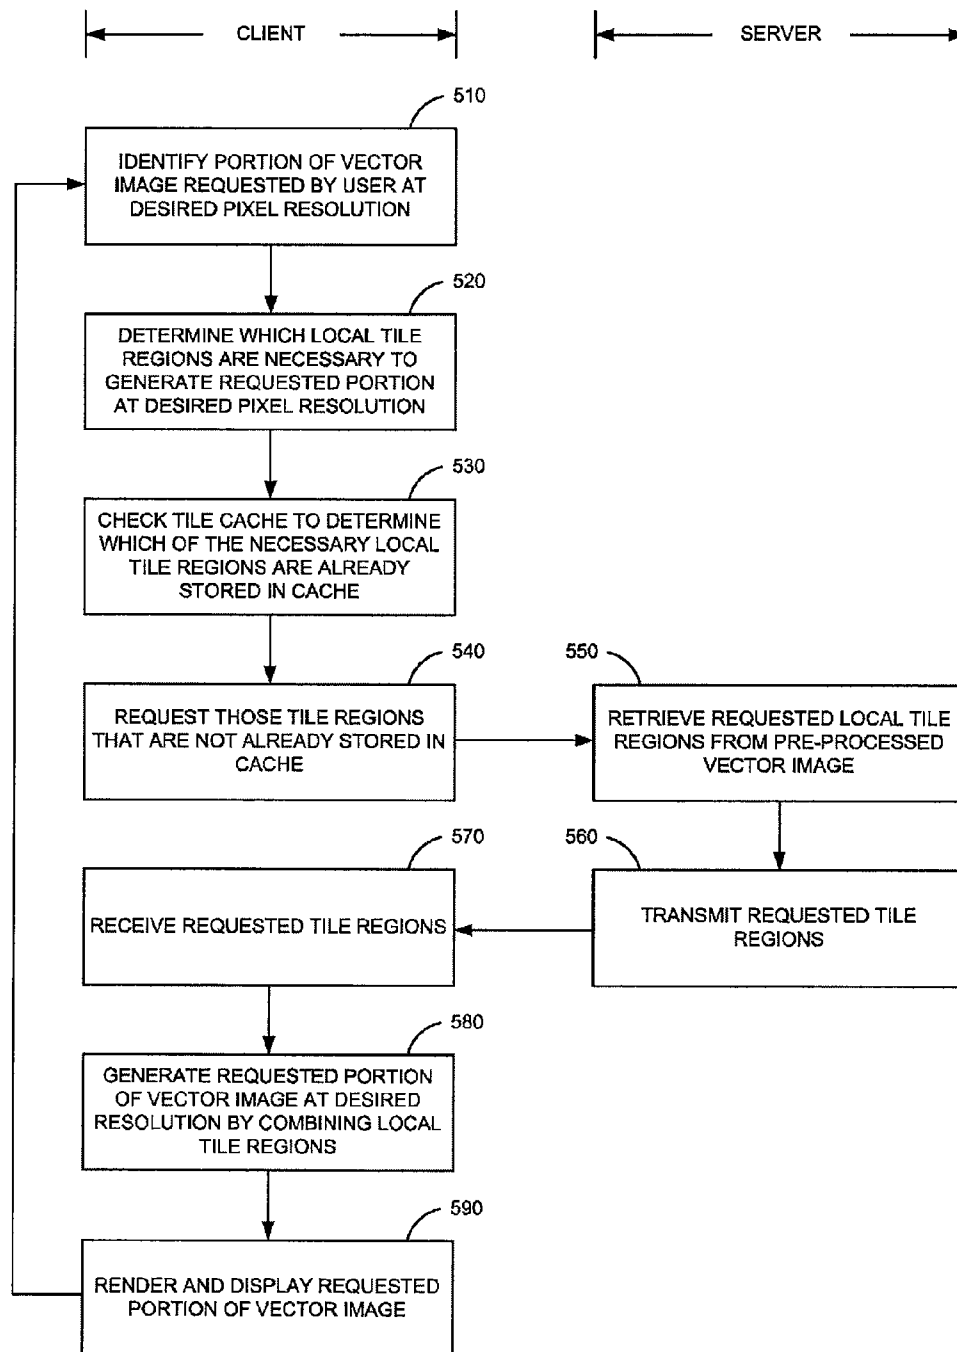 CLIENT
SERVER
510
IDENTIFY PORTION OF VECTOR
IMAGE REQUESTED BY USER AT
DESIRED PIXEL RESOLUTION
520
DETERMINE WHICH LOCAL TILE
REGIONS ARE NECESSARY TO
GENERATE REQUESTED PORTION
AT DESIRED PIXEL RESOLUTION
530
CHECK TILE CACHE TO DETERMINE
WHICH OF THE NECESSARY LOCAL
TILE REGIONS ARE ALREADY
STORED IN CACHE
540
REQUEST THOSE TILE REGIONS
THAT ARE NOT ALREADY STORED IN
CACHE
550
RETRIEVE REQUESTED LOCAL TILE
REGIONS FROM PRE-PROCESSED
VECTOR IMAGE
560
TRANSMIT REQUESTED TILE
REGIONS
570
RECEIVE REQUESTED TILE REGIONS
580
GENERATE REQUESTED PORTION
OF VECTOR IMAGE AT DESIRED
RESOLUTION BY COMBINING LOCAL
TILE REGIONS
590
RENDER AND DISPLAY REQUESTED
PORTION OF VECTOR IMAGE